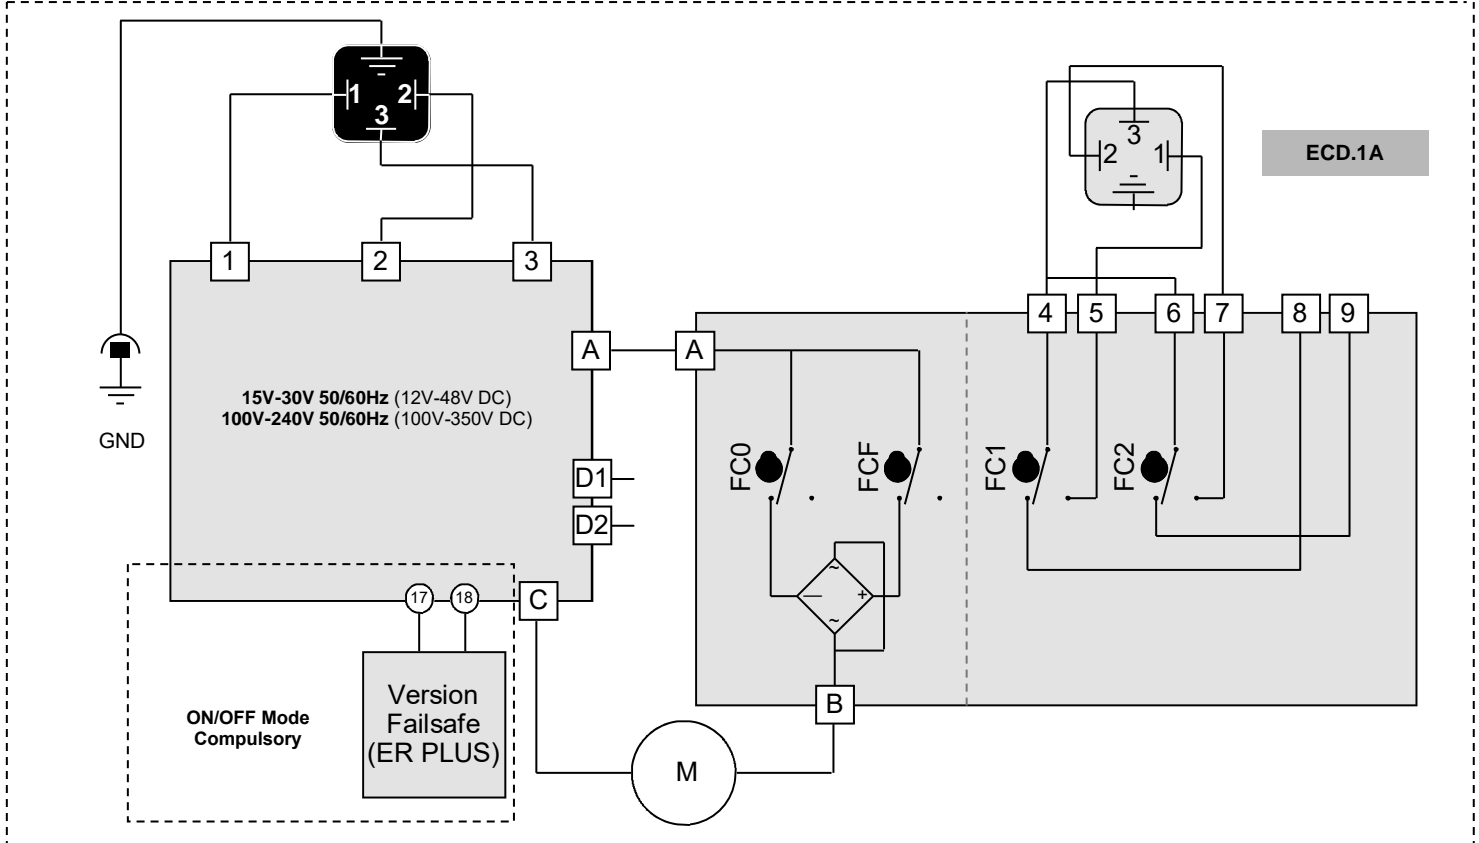 1 2
3
3
2 1
ECD.1A
1 2 3
4 5 6 7 8 9
A A
15V-30V 50/60Hz (12V-48V DC)
100V-240V 50/60Hz (100V-350V DC)
GND
FC0 FCF FC1 FC2
D1
D2
~
— +
~
17 18 C
Version
Failsafe
(ER PLUS)
ON/OFF Mode
Compulsory
B
M